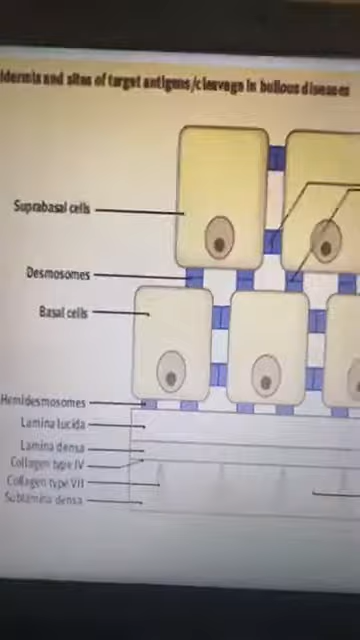 idermis and sites of target antigens/cleavage in bullous diseases
Suprabasal cells
Desmosomes
Basal cells
Hemidesmosomes
Lamina lucida
Lamina densa
Collagen type IV
Collagen type VII
Sublamina densa